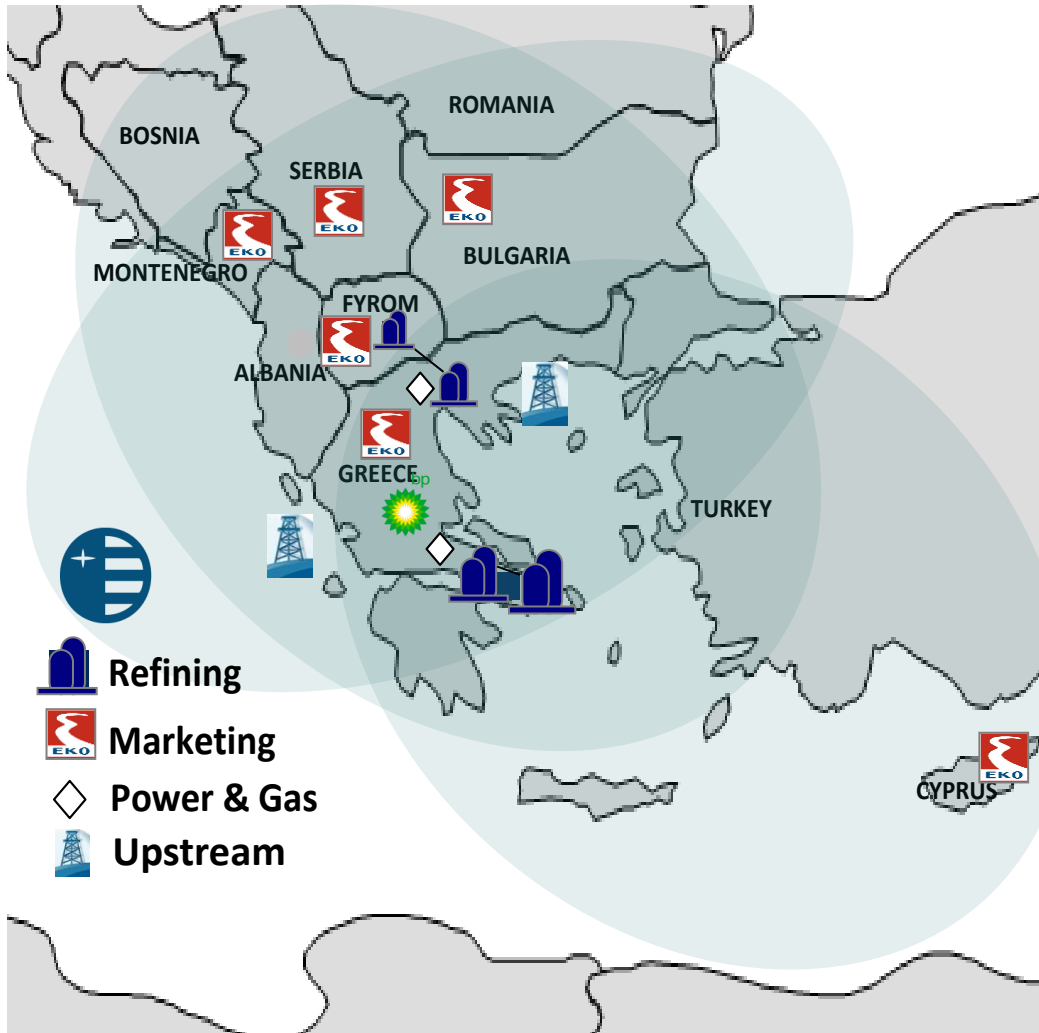 ROMANIA
BOSNIA
SERBIA
EKO
EKO
EKO
BULGARIA
MONTENEGRO
FYROM
EKO
ALBANIA
EKO
GREECE
bp
TURKEY
Refining
EKO
Marketing
EKO
CYPRUS
Power & Gas
Upstream